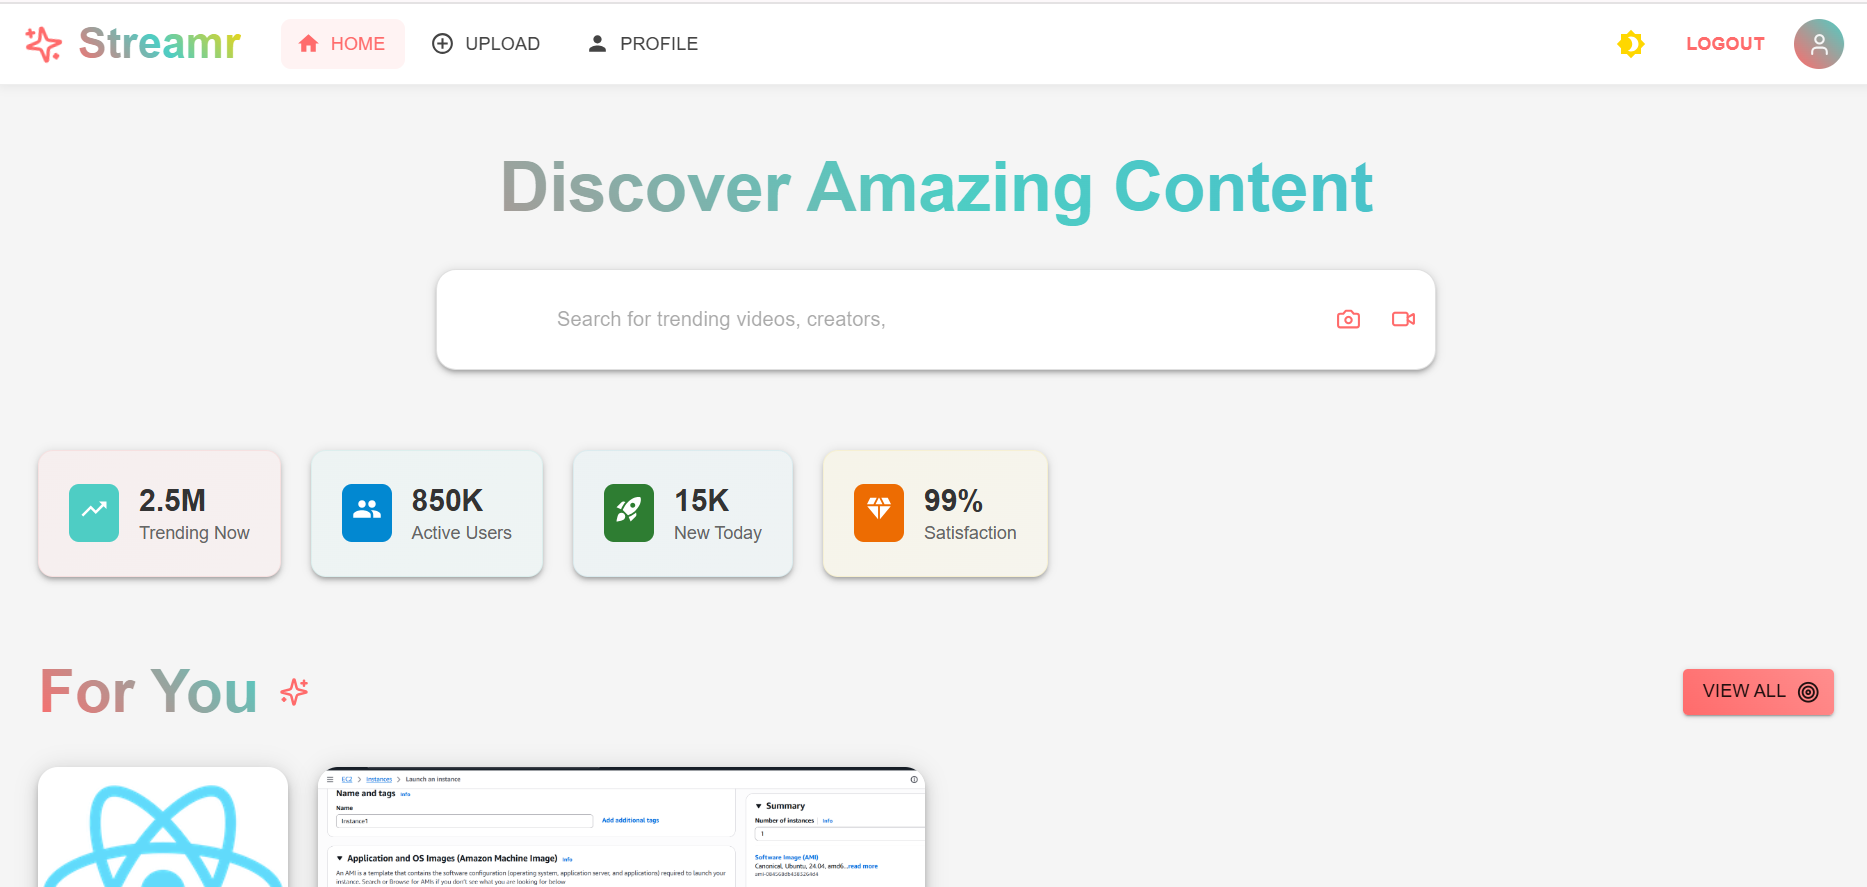 Streamr
HOME
UPLOAD
PROFILE
LOGOUT
Discover Amazing Content
Search for trending videos, creators,
2.5M
Trending Now
850K
Active Users
15K
New Today
99%
Satisfaction
For You
VIEW ALL
EC2 > Instances > Launch an instance
Name and tags Info
Name
Instance1
Add additional tags
Application and OS Images (Amazon Machine Image) Info
An AMI is a template that contains the software configuration (operating system, application server, and applications) required to launch your
instance. Search or Browse for AMIs if you don't see what you are looking for below
Summary
Number of instances Info
1
Software Image (AMI)
Canonical, Ubuntu, 24.04, amd6...read more